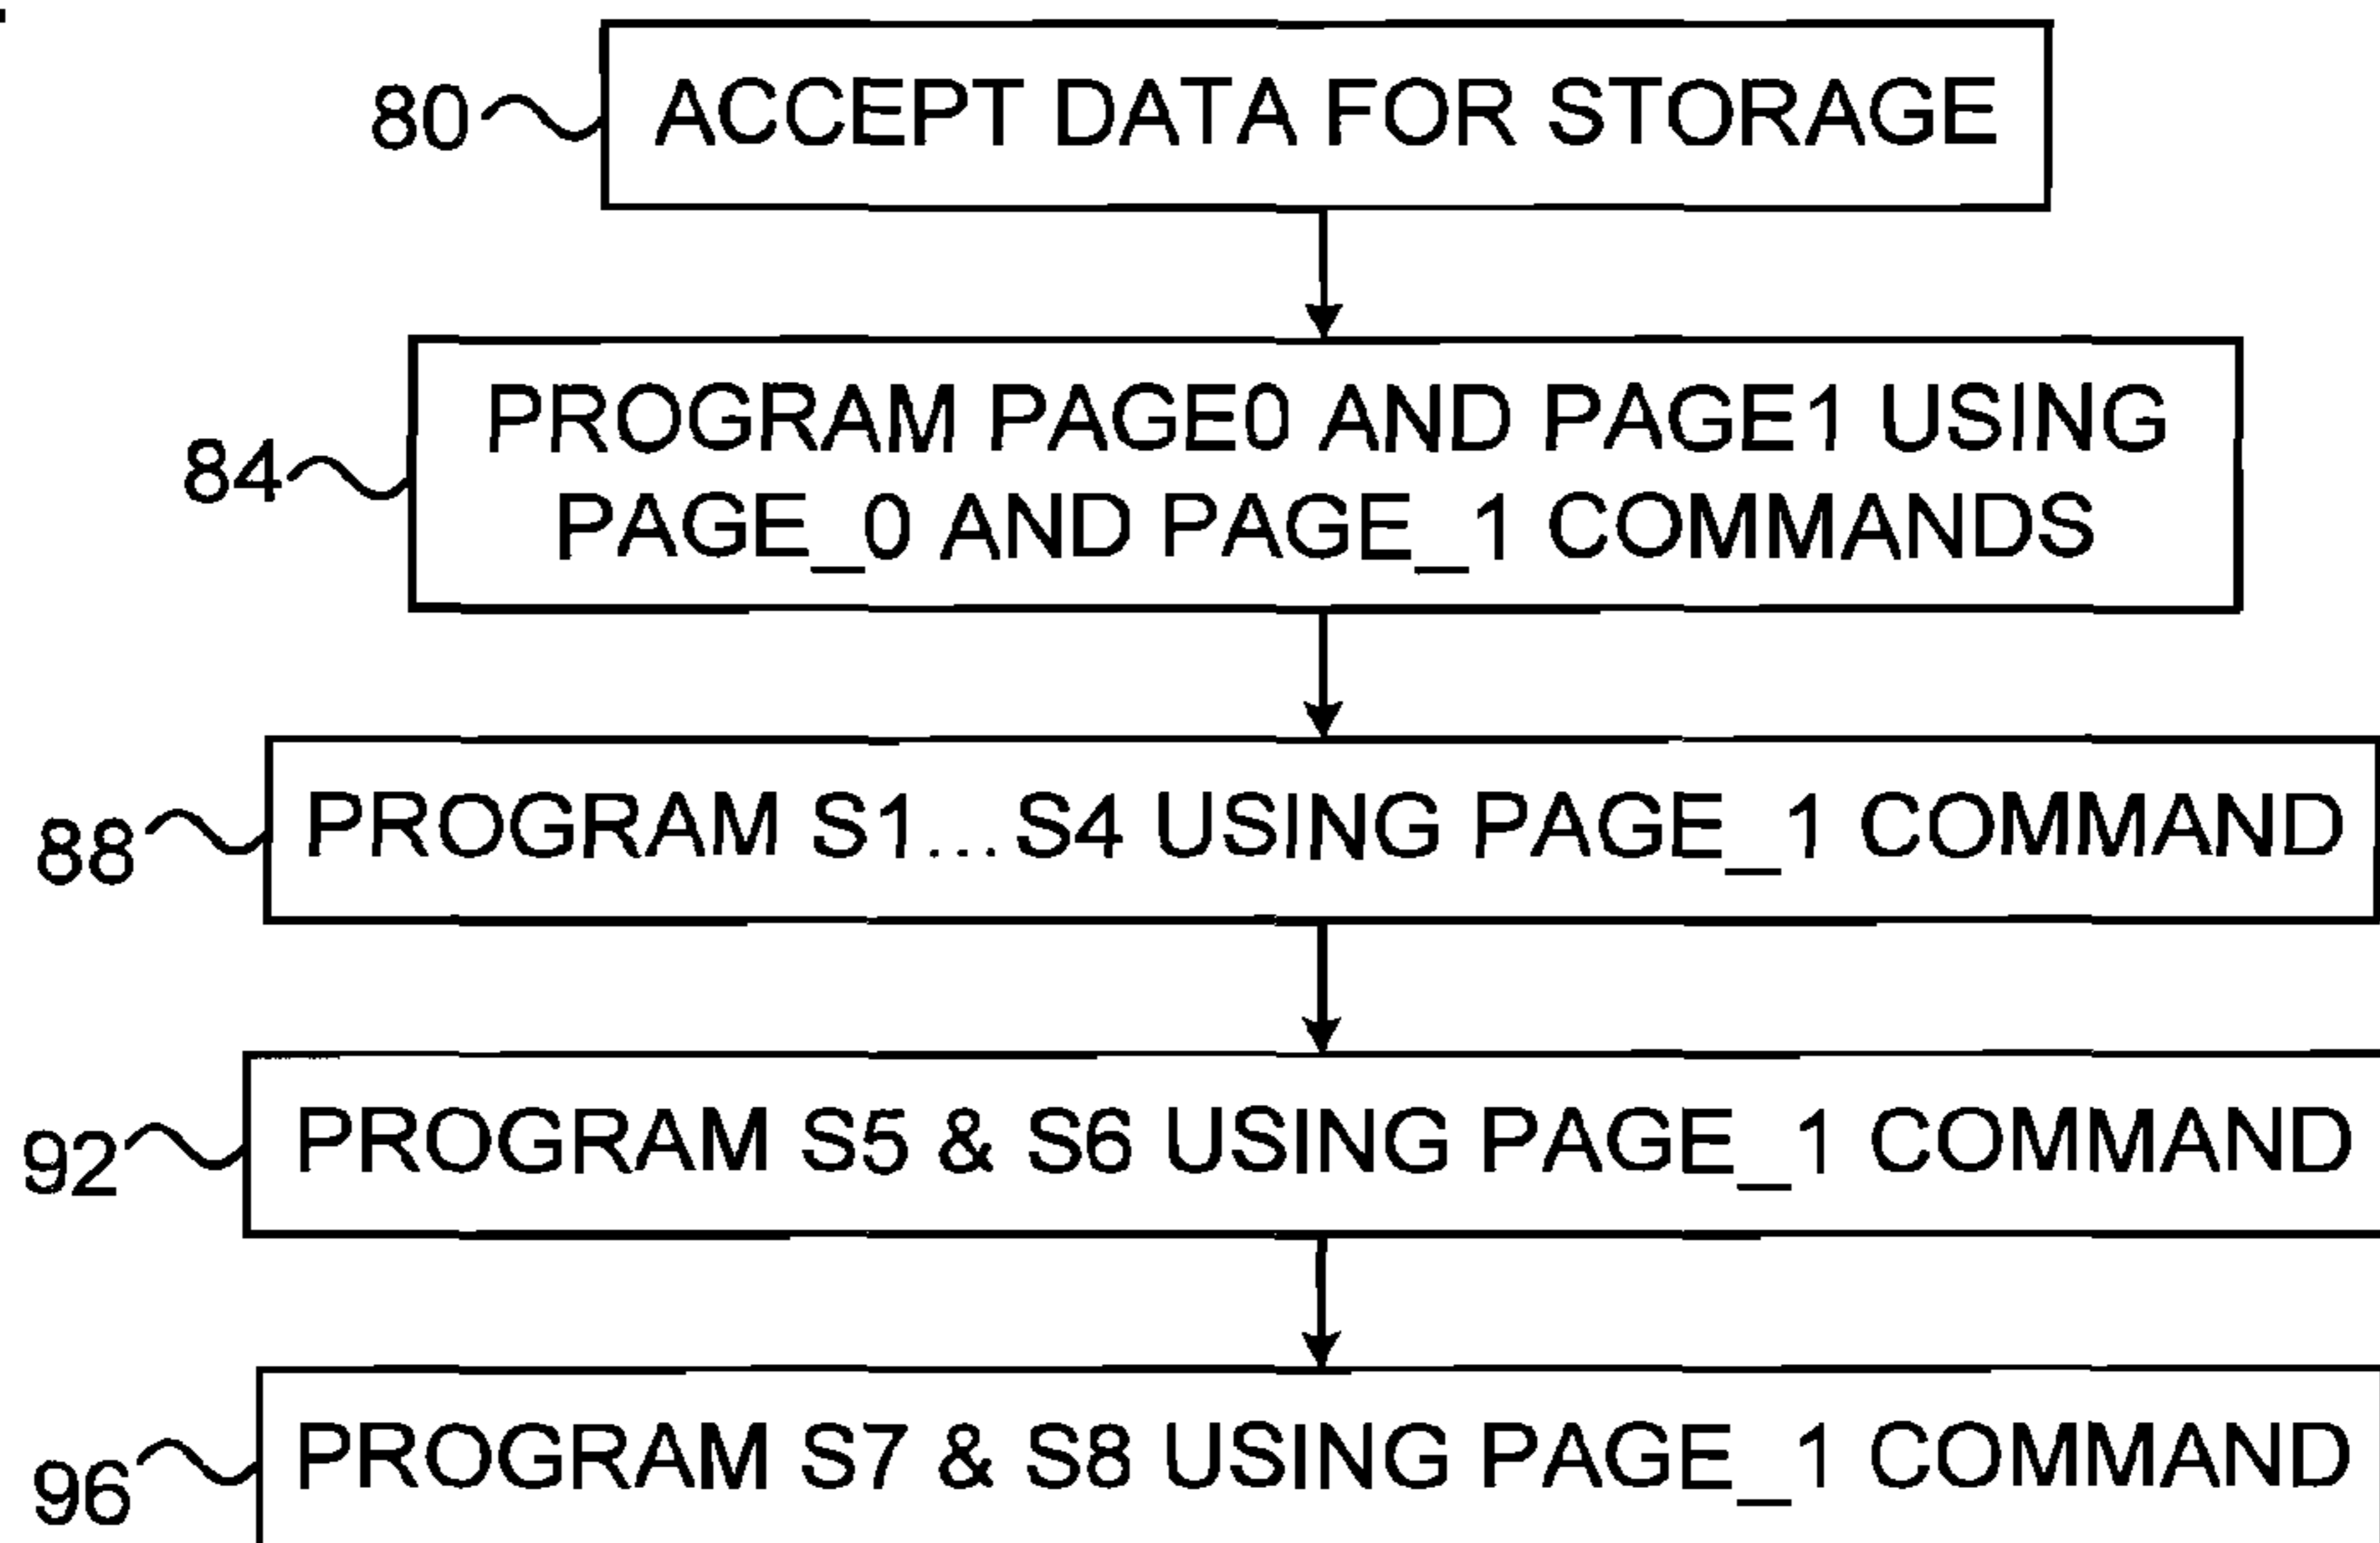 80 ACCEPT DATA FOR STORAGE
PROGRAM PAGE0 AND PAGE1 USING
84 PAGE_0 AND PAGE_1 COMMANDS
88 PROGRAM S1... S4 USING PAGE_1 COMMAND
92 PROGRAM S5 & S6 USING PAGE_1 COMMAND
96 PROGRAM S7 & S8 USING PAGE_1 COMMAND